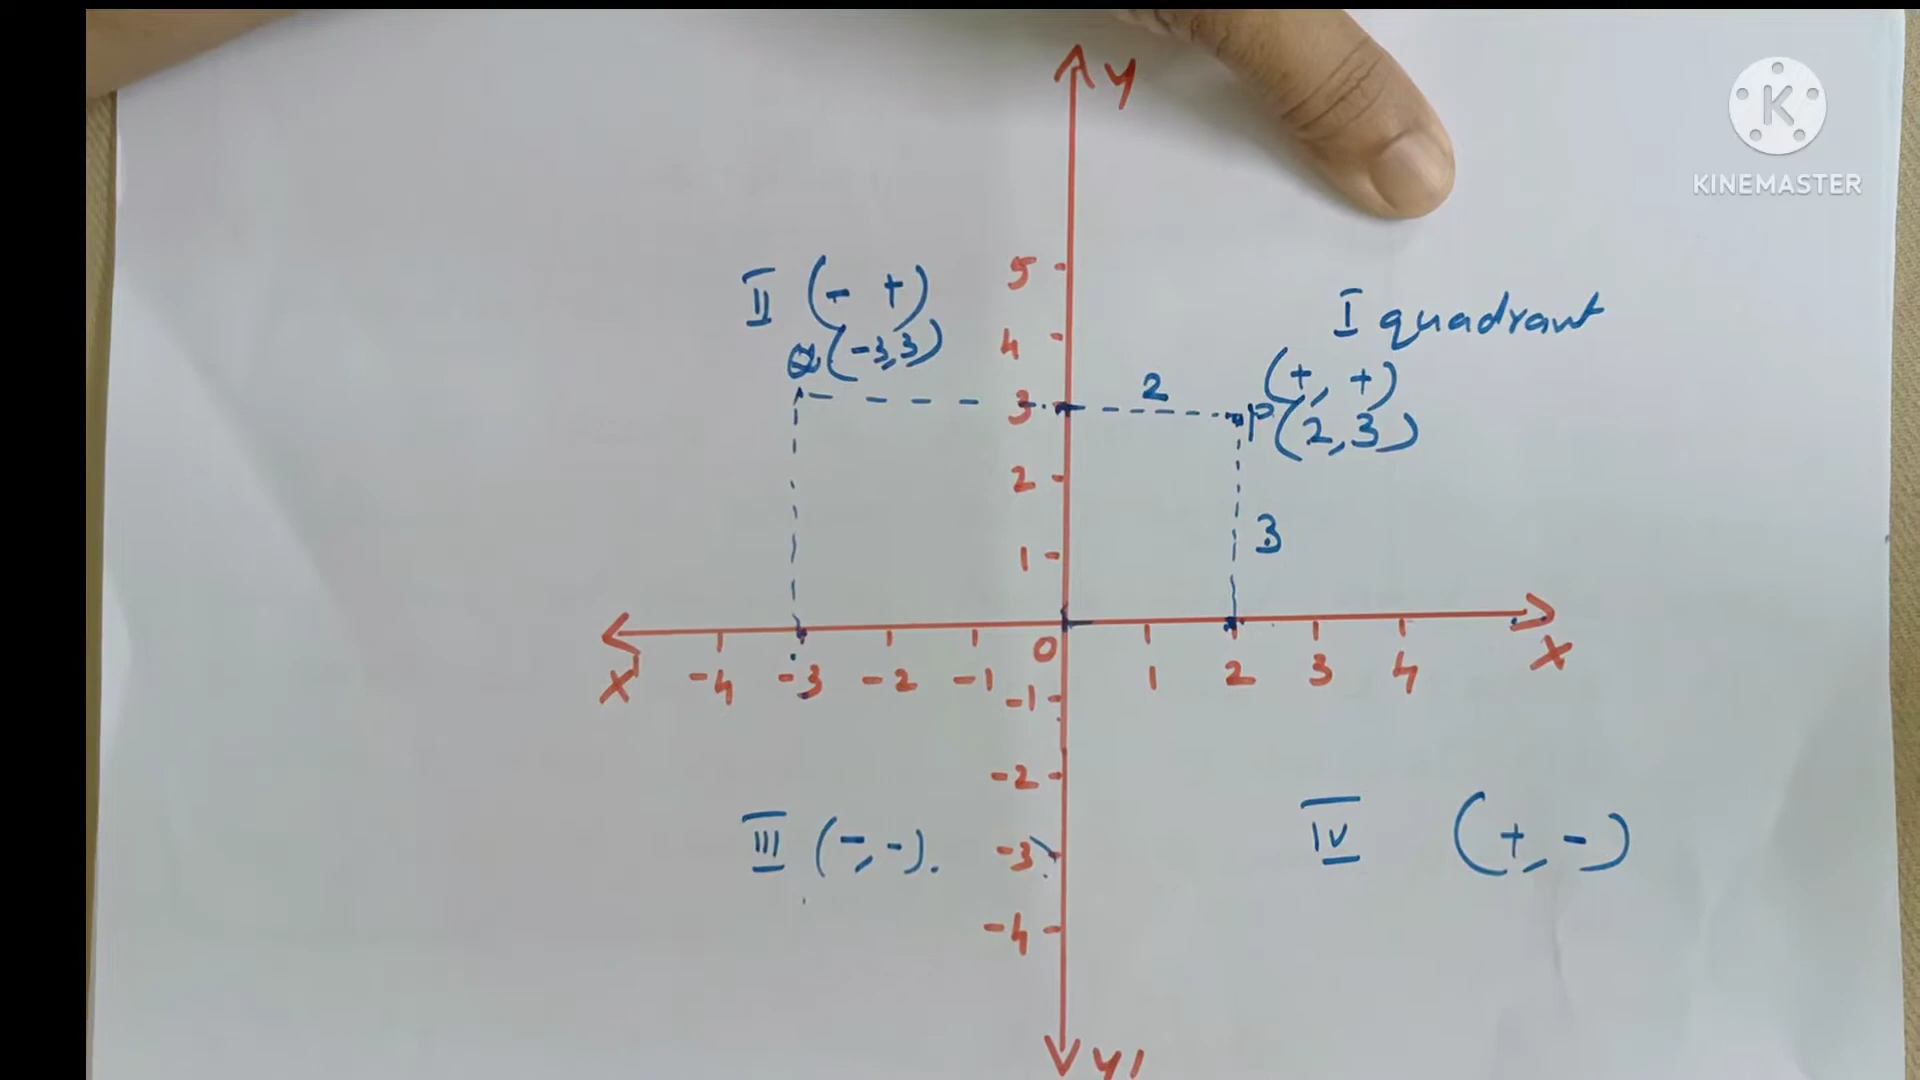 Y
K
KINEMASTER
5
II (- +)
I quadrant
4
Q(-3,3)
(+, +)
3
2
P(2,3)
2
3
1
X' -4 -3 -2 -1 0 1 2 3 4 X
-1
-2
III (-,-).
-3
IV (+,-)
-4
Y'